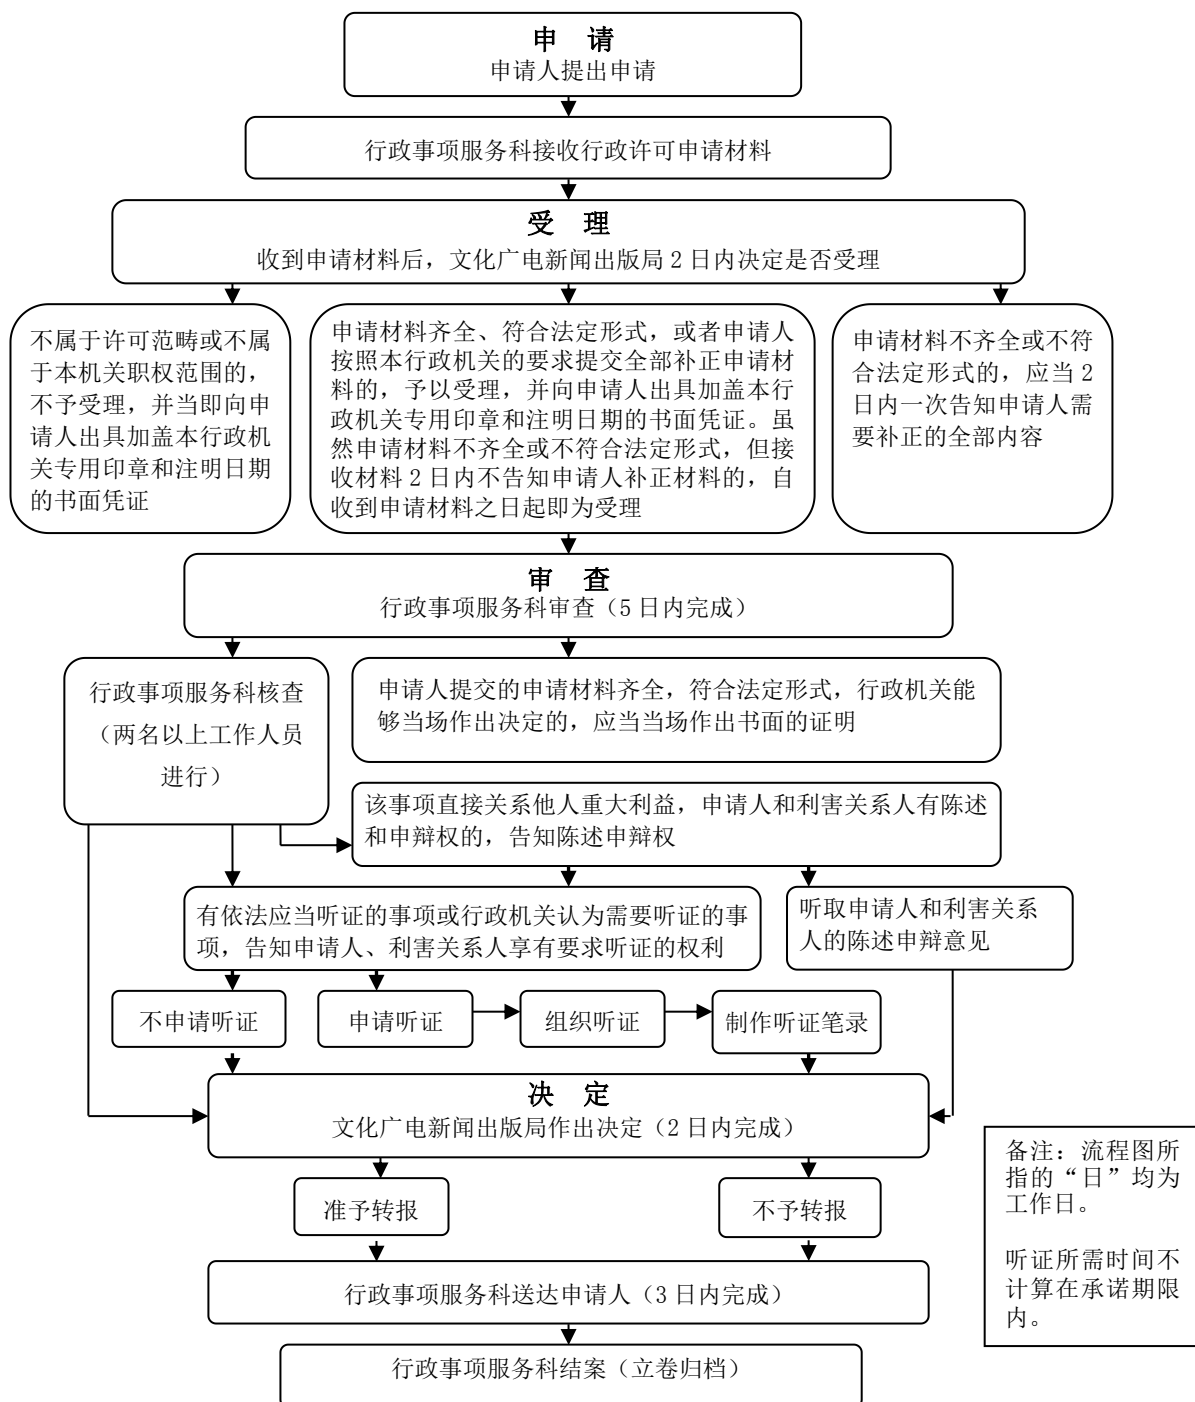 申 请
申请人提出申请
行政事项服务科接收行政许可申请材料
受 理
收到申请材料后，文化广电新闻出版局 2 日内决定是否受理
不属于许可范畴或不属
于本机关职权范围的，
不予受理，并当即向申
请人出具加盖本行政机
关专用印章和注明日期
的书面凭证
申请材料齐全、符合法定形式，或者申请人
按照本行政机关的要求提交全部补正申请材
料的，予以受理，并向申请人出具加盖本行
政机关专用印章和注明日期的书面凭证。虽
然申请材料不齐全或不符合法定形式，但接
收材料 2 日内不告知申请人补正材料的，自
收到申请材料之日起即为受理
申请材料不齐全或不符
合法定形式的，应当 2
日内一次告知申请人需
要补正的全部内容
审 查
行政事项服务科审查（5 日内完成）
行政事项服务科核查
（两名以上工作人员
进行）
申请人提交的申请材料齐全，符合法定形式，行政机关能
够当场作出决定的，应当当场作出书面的证明
该事项直接关系他人重大利益，申请人和利害关系人有陈述
和申辩权的，告知陈述申辩权
有依法应当听证的事项或行政机关认为需要听证的事
项，告知申请人、利害关系人享有要求听证的权利
听取申请人和利害关系
人的陈述申辩意见
不申请听证
申请听证
组织听证
制作听证笔录
决 定
文化广电新闻出版局作出决定（2 日内完成）
准予转报
不予转报
行政事项服务科送达申请人（3 日内完成）
行政事项服务科结案（立卷归档）
备注：流程图所
指的“日”均为
工作日。
听证所需时间不
计算在承诺期限
内。